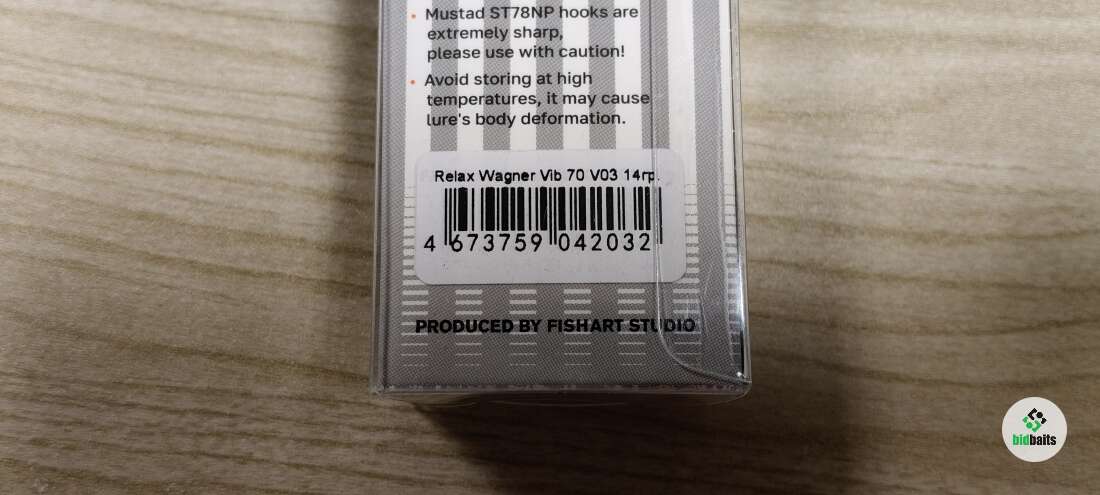 • Mustad ST78NP hooks are
extremely sharp,
please use with caution!
• Avoid storing at high
temperatures, it may cause
lure's body deformation.
Relax Wagner Vib 70 V03 14гр.
4 673759 042032
PRODUCED BY FISHART STUDIO
bidbaits